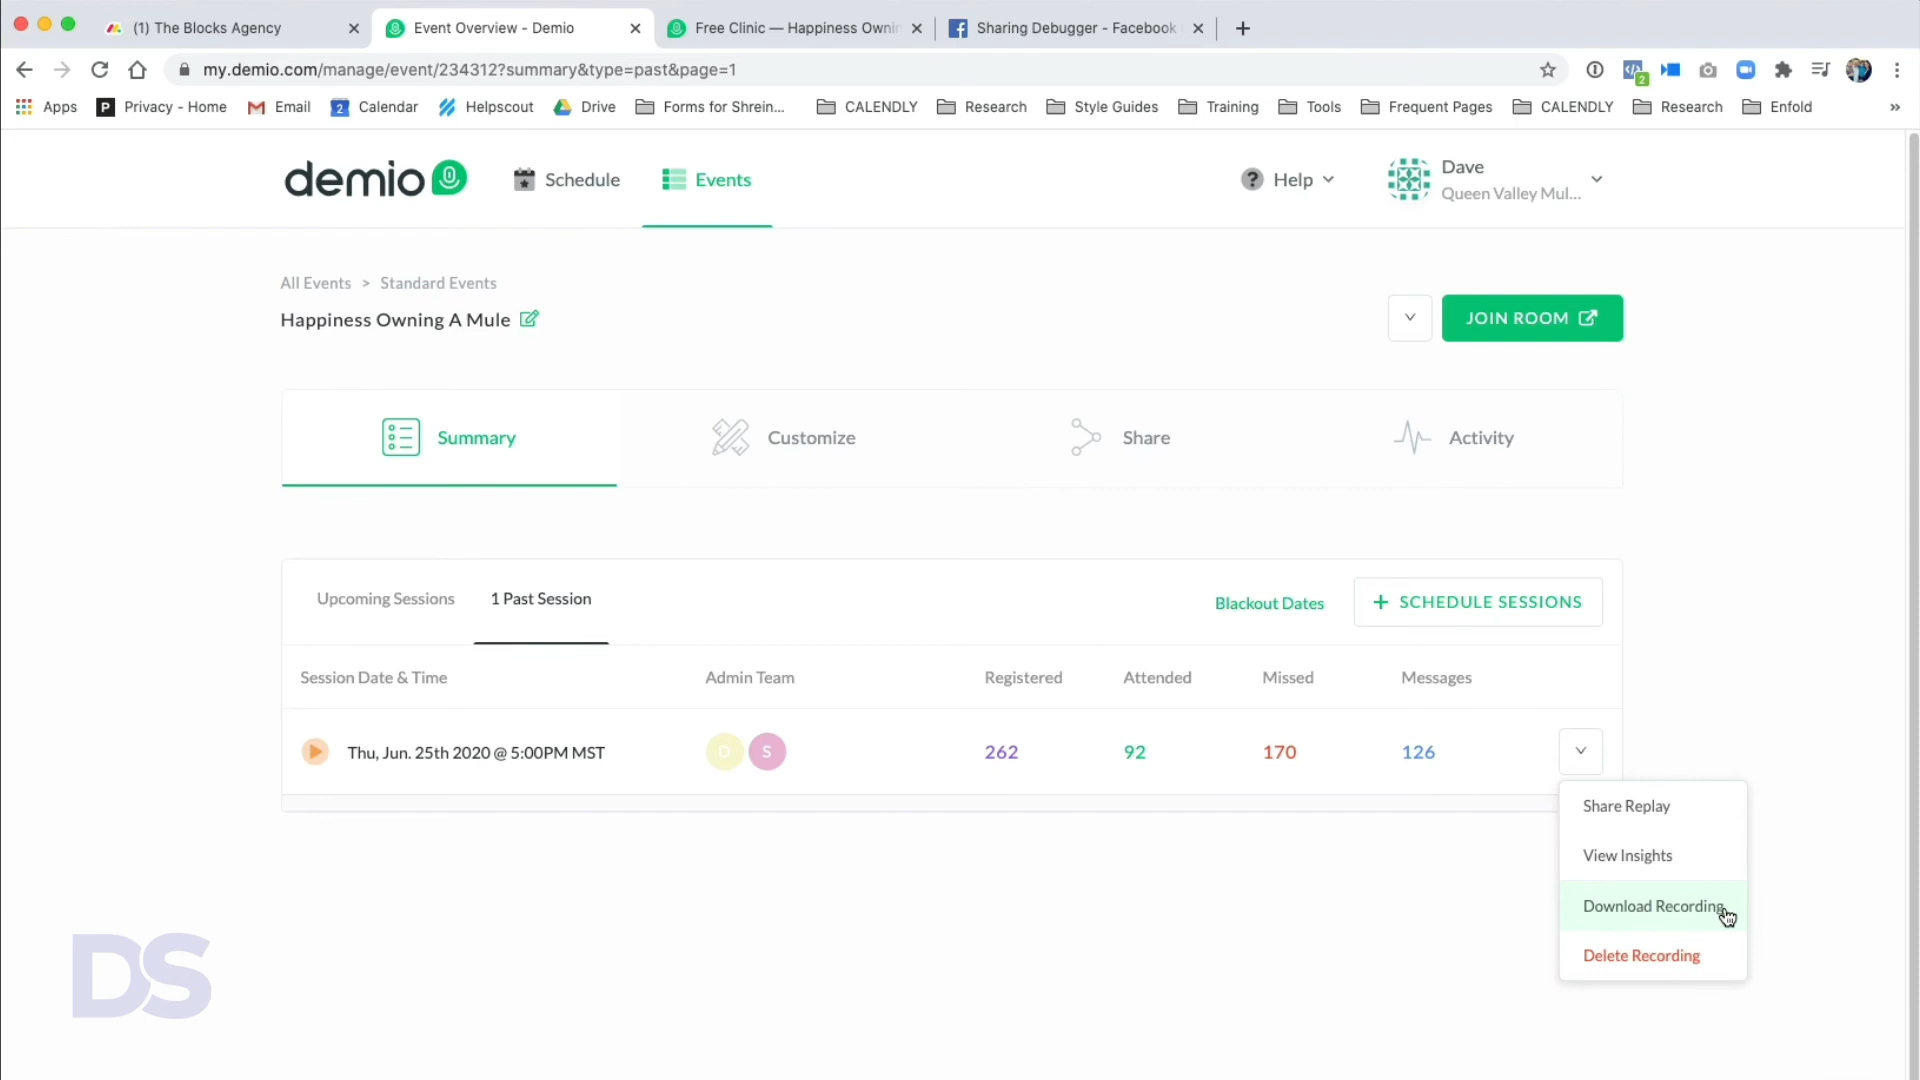 (1) The Blocks Agency
Event Overview - Demio
Free Clinic — Happiness Ownin
Sharing Debugger - Facebook
my.demio.com/manage/event/234312?summary&type=past&page=1
2
Apps
P Privacy - Home
Email
2 Calendar
Helpscout
Drive
Forms for Shrein...
CALENDLY
Research
Style Guides
Training
Tools
Frequent Pages
CALENDLY
Research
Enfold
»
demio
Schedule
Events
? Help
Dave
Queen Valley Mul...
All Events > Standard Events
Happiness Owning A Mule
JOIN ROOM
Summary
Customize
Share
Activity
Upcoming Sessions
1 Past Session
Blackout Dates
+ SCHEDULE SESSIONS
Session Date & Time
Admin Team
Registered
Attended
Missed
Messages
Thu, Jun. 25th 2020 @ 5:00PM MST
D
S
262
92
170
126
Share Replay
View Insights
Download Recording
Delete Recording
DS